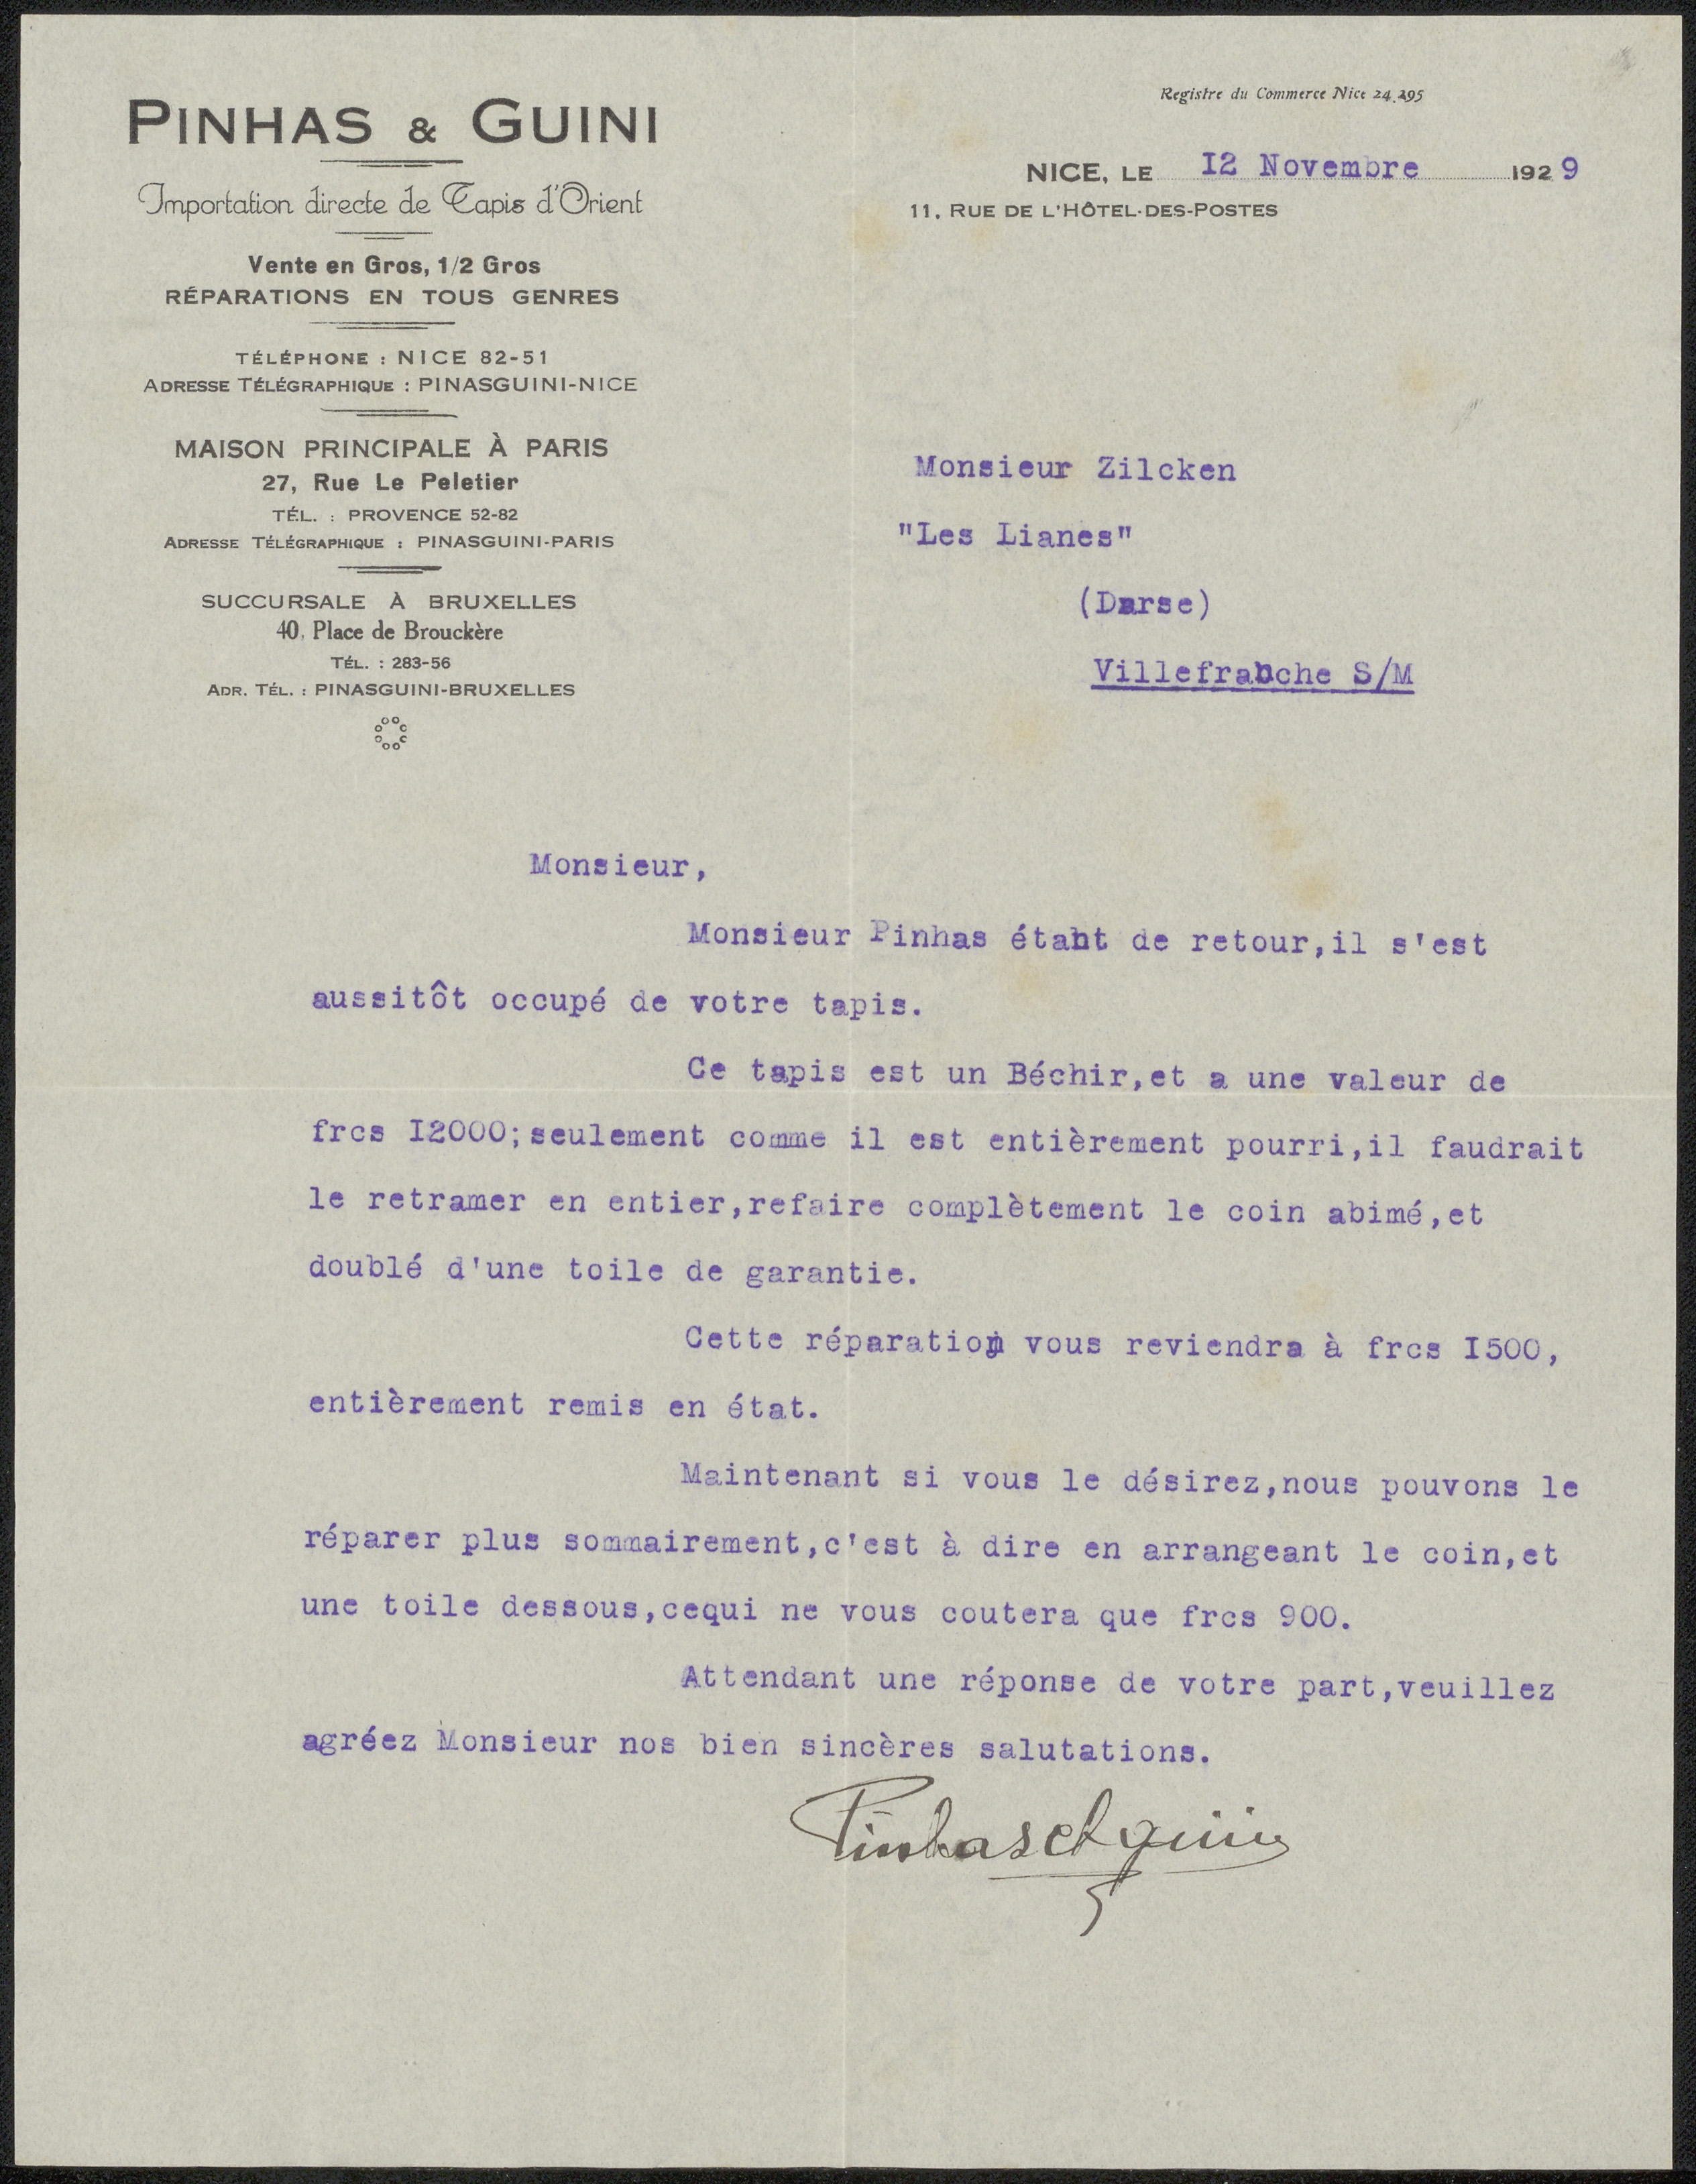 PINHAS & GUINI
Importation directe de Tapis d'Orient
Vente en Gros, 1/2 Gros
RÉPARATIONS EN TOUS GENRES
TÉLÉPHONE : NICE 82-51
ADRESSE TÉLÉGRAPHIQUE : PINASGUINI-NICE
MAISON PRINCIPALE À PARIS
27, Rue Le Peletier
TÉL. : PROVENCE 52-82
ADRESSE TÉLÉGRAPHIQUE : PINASGUINI-PARIS
SUCCURSALE À BRUXELLES
40, Place de Brouckère
TÉL. : 283-56
ADR. TÉL. : PINASGUINI-BRUXELLES
Registre du Commerce Nice 24.295
NICE, LE I2 Novembre 1929
11, RUE DE L'HÔTEL-DES-POSTES
Monsieur Zilcken
"Les Lianes"
(Darse)
Villefranche S/M
Monsieur,
Monsieur Pinhas étant de retour,il s'est
aussitôt occupé de votre tapis.
Ce tapis est un Béchir,et a une valeur de
frcs I2000;seulement comme il est entièrement pourri,il faudrait
le retramer en entier,refaire complètement le coin abimé,et
doublé d'une toile de garantie.
Cette réparation vous reviendra à frcs I500,
entièrement remis en état.
Maintenant si vous le désirez,nous pouvons le
réparer plus sommairement,c'est à dire en arrangeant le coin,et
une toile dessous,cequi ne vous coutera que frcs 900.
Attendant une réponse de votre part,veuillez
agréez Monsieur nos bien sincères salutations.
Pinhas et guini